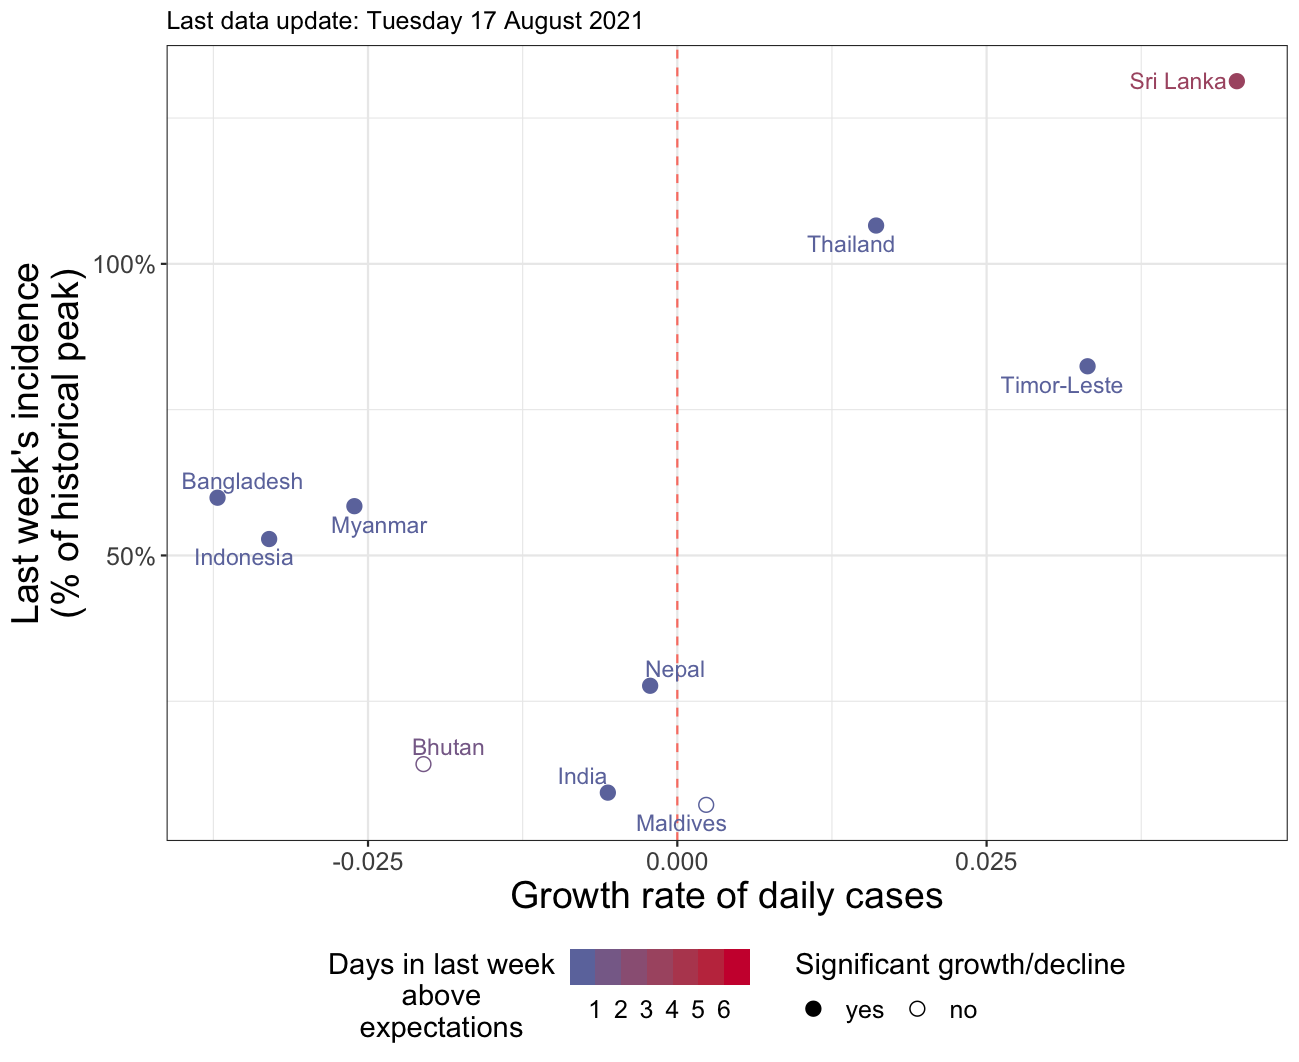 Last data update: Tuesday 17 August 2021
Sri Lanka
Thailand
100%
Timor-Leste
Last week's incidence
(% of historical peak)
Bangladesh
Myanmar
Indonesia
50%
Nepal
Bhutan
India
Maldives
-0.025 0.000 0.025
Growth rate of daily cases
Days in last week
above
expectations
1 2 3 4 5 6
Significant growth/decline
yes no